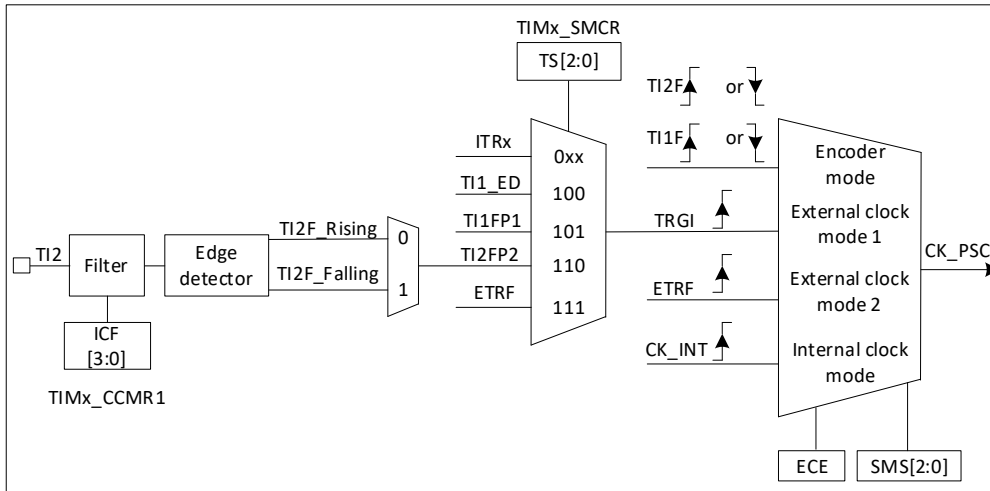 TIMx_SMCR
TS[2:0]
TI2F or
TI1F or
ITRx
0xx
TI1_ED
100
TI1FP1
101
TI2FP2
110
ETRF
111
TI2
Filter
Edge
detector
TI2F_Rising
0
TI2F_Falling
1
ICF
[3:0]
TIMx_CCMR1
TRGI
ETRF
CK_INT
Encoder
mode
External clock
mode 1
External clock
mode 2
Internal clock
mode
CK_PSC
ECE
SMS[2:0]